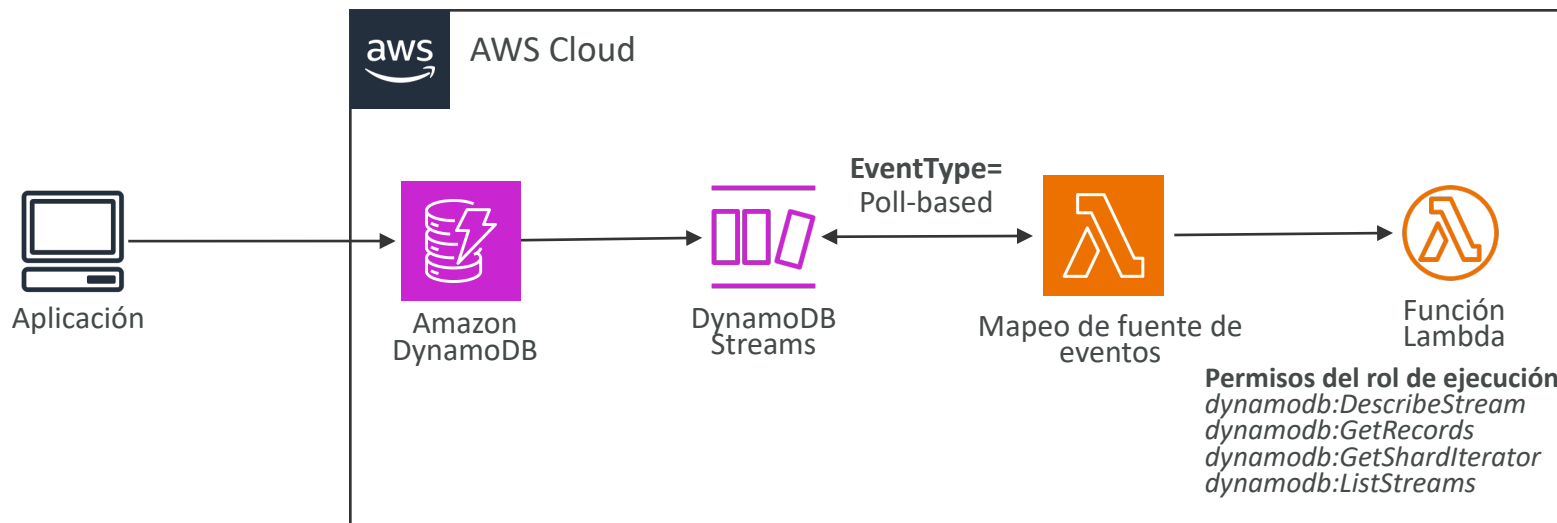 aws
AWS Cloud
EventType=
Poll-based
Aplicación
Amazon
DynamoDB
DynamoDB
Streams
Mapeo de fuente de
eventos
Función
Lambda
Permisos del rol de ejecución
dynamodb:DescribeStream
dynamodb:GetRecords
dynamodb:GetShardIterator
dynamodb:ListStreams